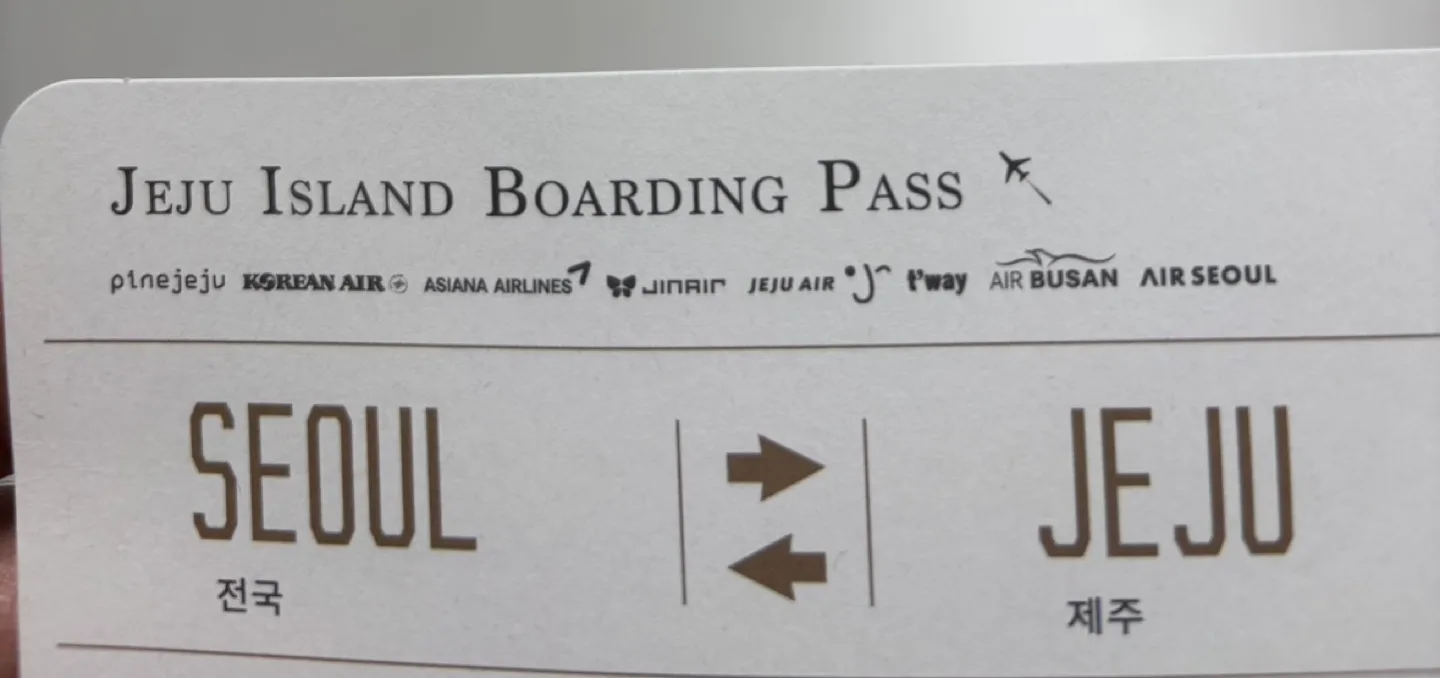 JEJU ISLAND BOARDING PASS
pinejeju KOREAN AIR ASIANA AIRLINES JINAIR JEJU AIR t'way AIR BUSAN AIR SEOUL
SEOUL JEJU
전국 제주